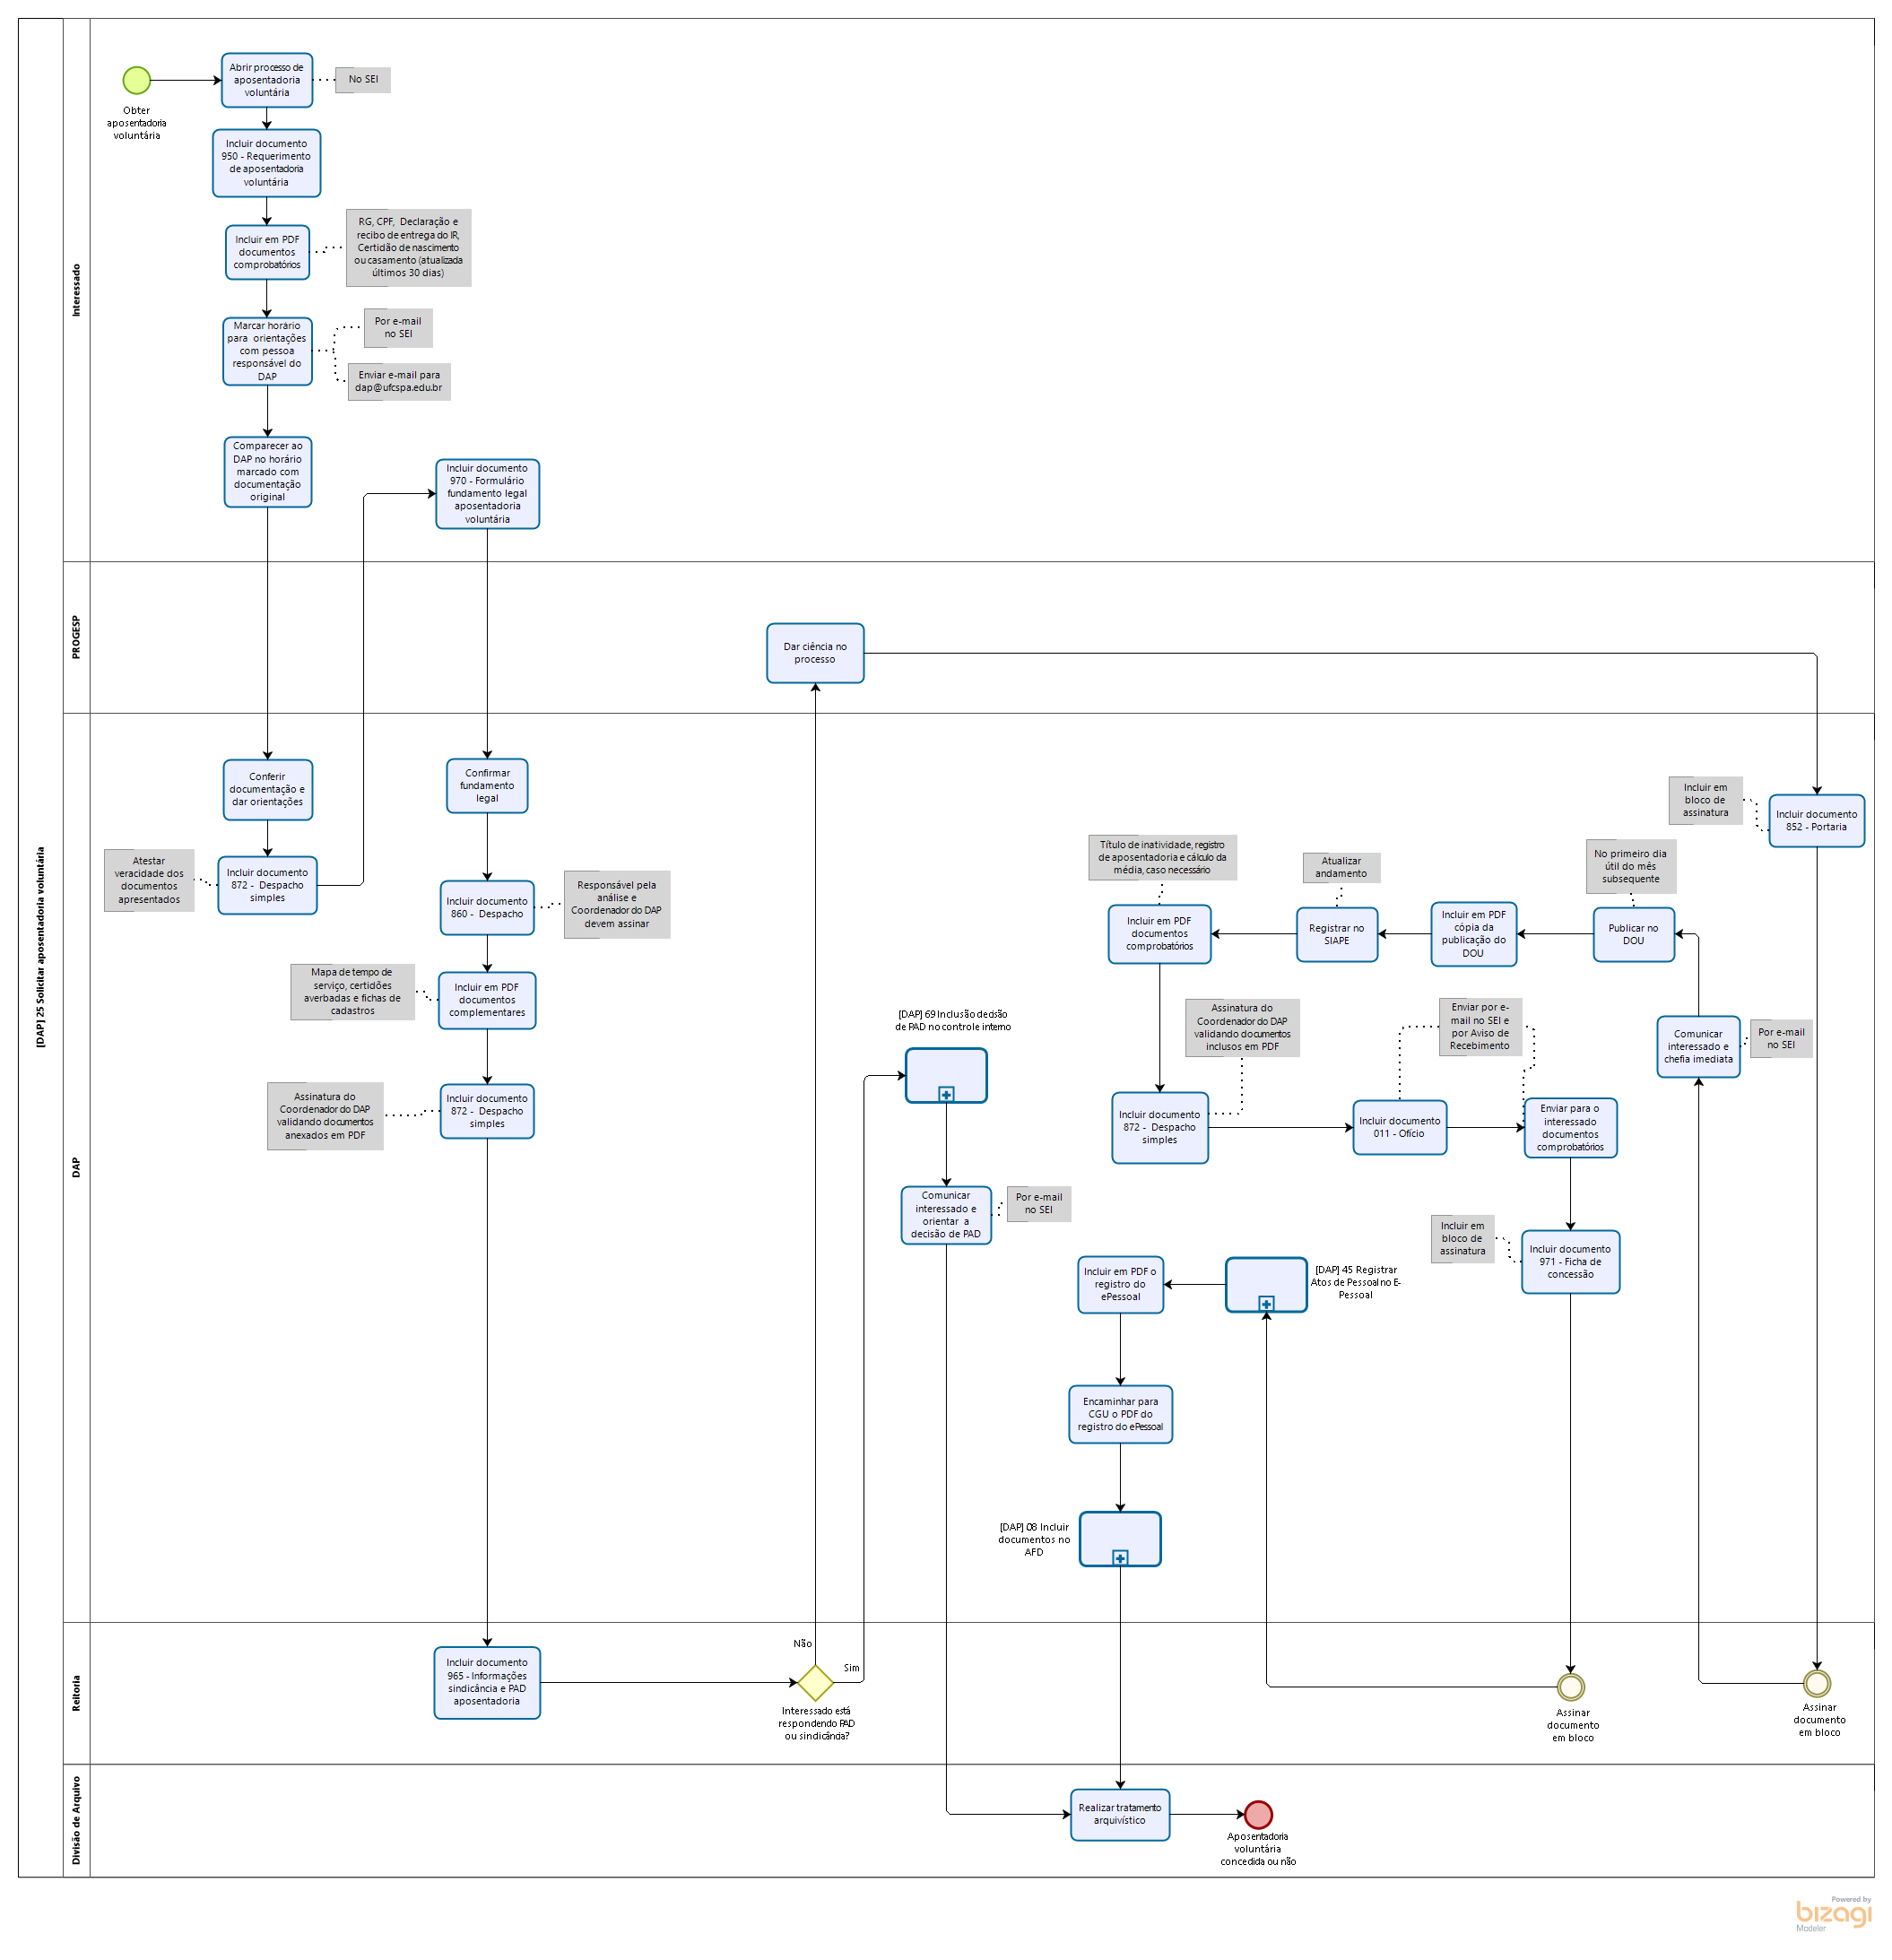 [DAP] 25 Solicitar aposentadoria voluntária
Interessado
Obter
aposentadoria
voluntária
Abrir processo de
aposentadoria
voluntária
No SEI
Incluir documento
950 - Requerimento
de aposentadoria
voluntária
Incluir em PDF
documentos
comprobatórios
RG, CPF, Declaração e
recibo de entrega do IR,
Certidão de nascimento
ou casamento (atualizada
últimos 30 dias)
Marcar horário
para orientações
com pessoa
responsável do
DAP
Por e-mail
no SEI
Enviar e-mail para
dap@ufcspa.edu.br
Comparecer ao
DAP no horário
marcado com
documentação
original
Incluir documento
970 - Formulário
fundamento legal
aposentadoria
voluntária
PROGESP
Dar ciência no
processo
DAP
Conferir
documentação e
dar orientações
Atestar
veracidade dos
documentos
apresentados
Incluir documento
872 - Despacho
simples
Confirmar
fundamento
legal
Incluir documento
860 - Despacho
Responsável pela
análise e
Coordenador do DAP
devem assinar
Mapa de tempo de
serviço, certidões
averbadas e fichas de
cadastros
Incluir em PDF
documentos
complementares
Assinatura do
Coordenador do DAP
validando documentos
anexados em PDF
Incluir documento
872 - Despacho
simples
[DAP] 69 Inclusão decisão
de PAD no controle interno
Comunicar
interessado e
orientar a
decisão de PAD
Por e-mail
no SEI
Incluir em
bloco de
assinatura
Incluir documento
852 - Portaria
No primeiro dia
útil do mês
subsequente
Publicar no
DOU
Incluir em PDF
cópia da
publicação do
DOU
Atualizar
andamento
Registrar no
SIAPE
Título de inatividade, registro
de aposentadoria e cálculo da
média, caso necessário
Incluir em PDF
documentos
comprobatórios
Comunicar
interessado e
chefia imediata
Por e-mail
no SEI
Assinatura do
Coordenador do DAP
validando documentos
inclusos em PDF
Enviar por e-
mail no SEI e
por Aviso de
Recebimento
Incluir documento
872 - Despacho
simples
Incluir documento
011 - Ofício
Enviar para o
interessado
documentos
comprobatórios
Incluir em
bloco de
assinatura
Incluir documento
971 - Ficha de
concessão
[DAP] 45 Registrar
Atos de Pessoal no E-
Pessoal
Incluir em PDF o
registro do
ePessoal
Encaminhar para
CGU o PDF do
registro do ePessoal
[DAP] 08 Incluir
documentos no
AFD
Reitoria
Incluir documento
965 - Informações
sindicância e PAD
aposentadoria
Não
Sim
Interessado está
respondendo PAD
ou sindicância?
Assinar
documento
em bloco
Assinar
documento
em bloco
Divisão de Arquivo
Realizar tratamento
arquivístico
Aposentadoria
voluntária
concedida ou não
Powered by
bizagi
Modeler